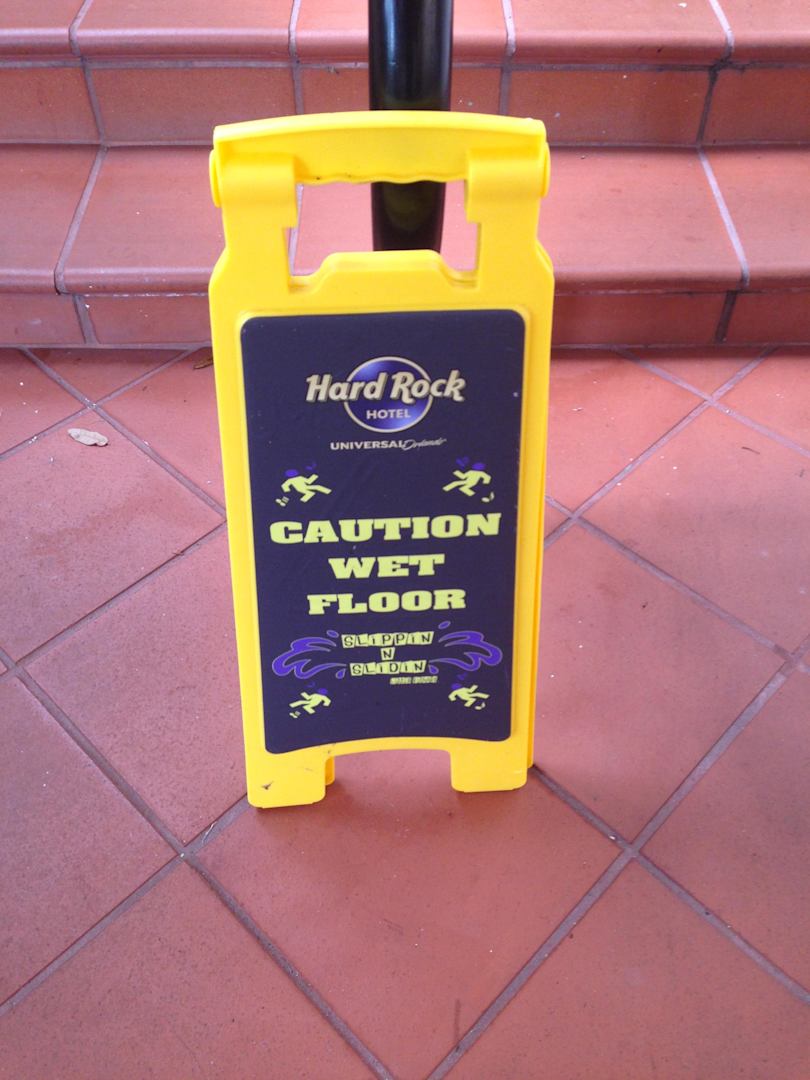 Hard Rock
HOTEL
UNIVERSAL Orlando
CAUTION
WET
FLOOR
SLIPPIN
N
SLIDIN